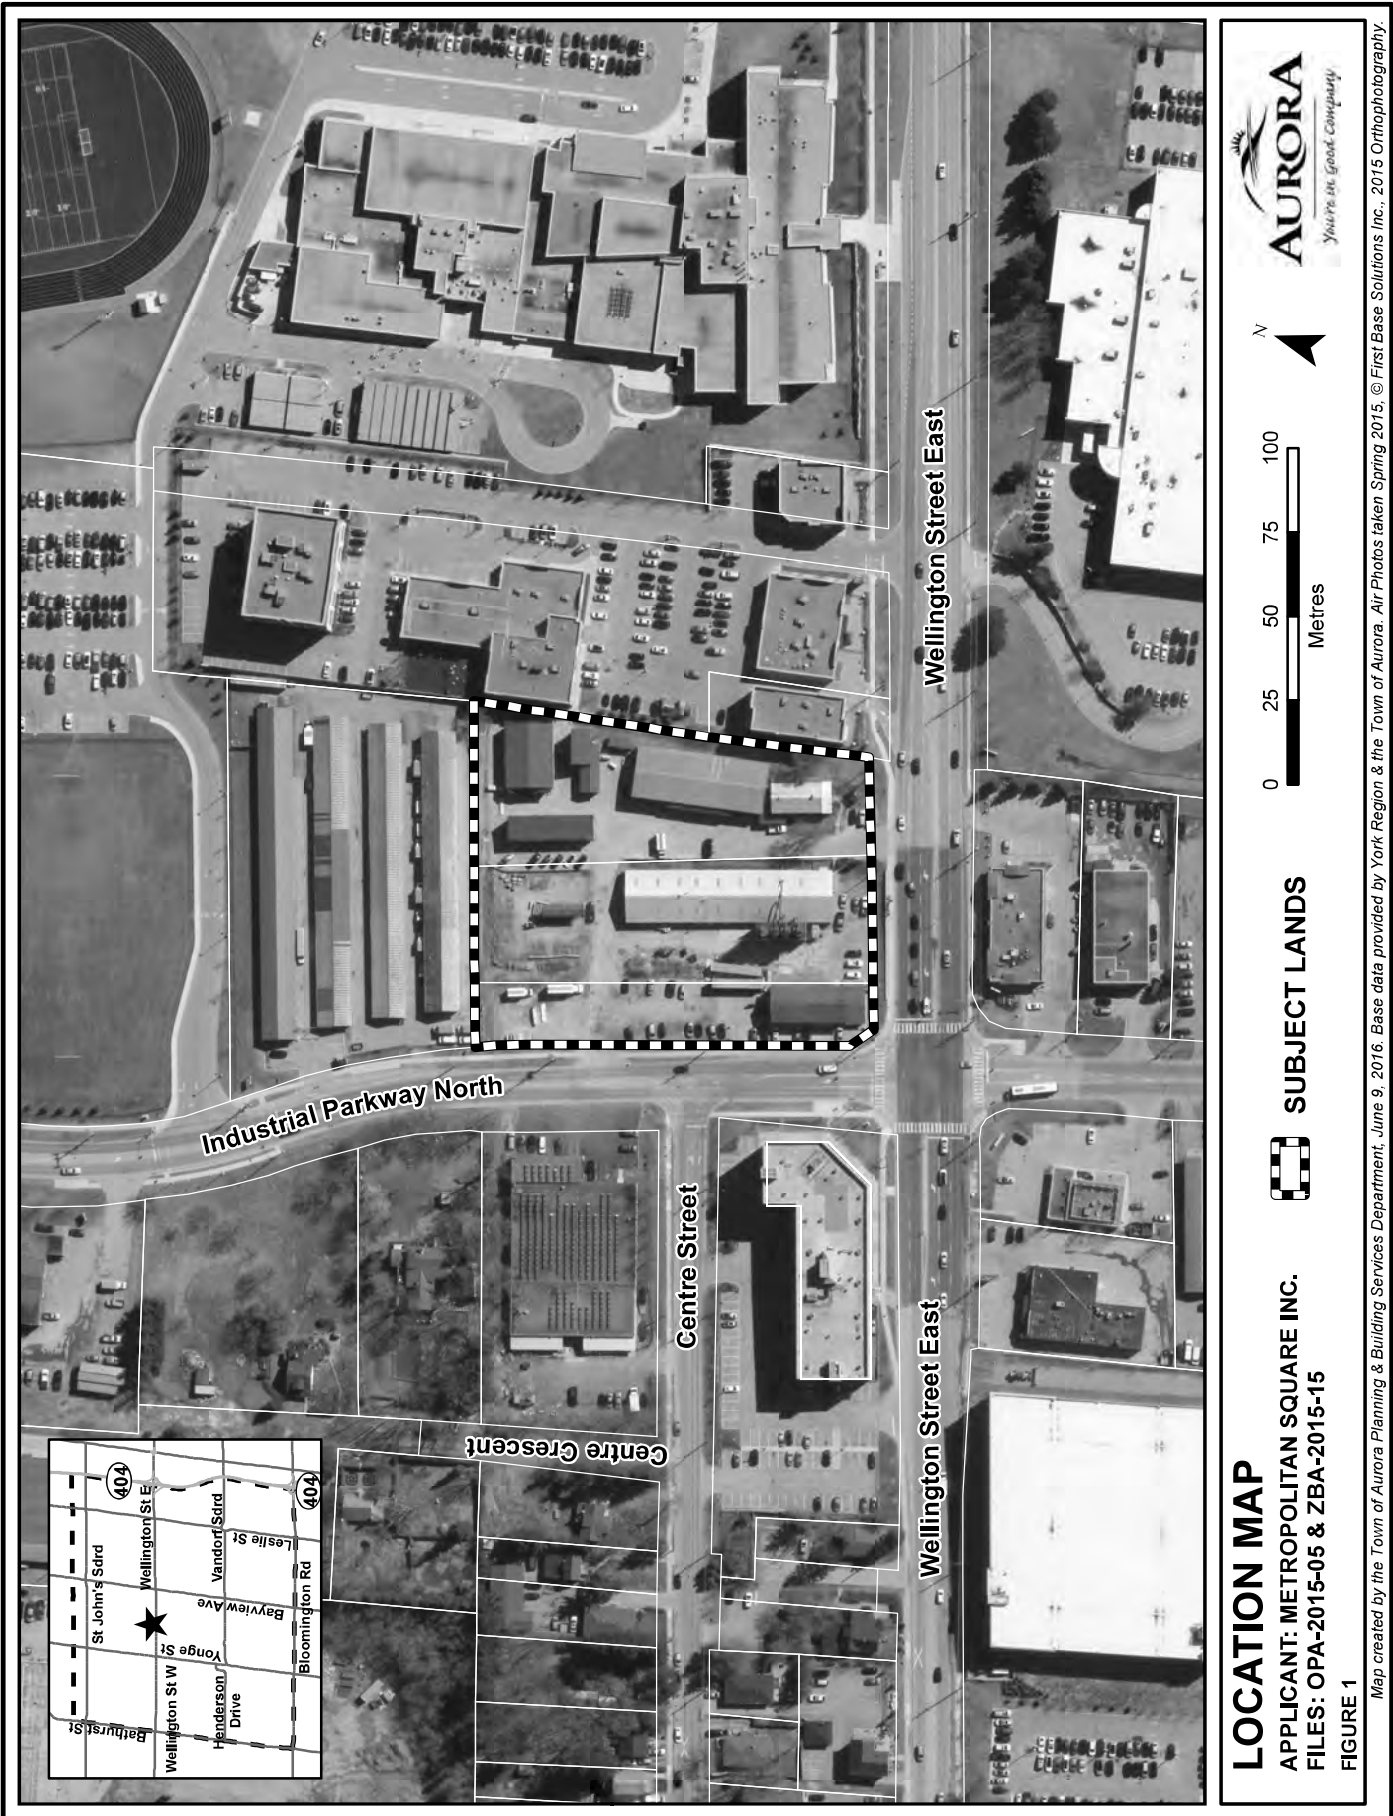 St John's Sdrd
Wellington St E
Wellington St W
Vandorf Sdrd
Henderson
Drive
Bloomington Rd
Bathurst St
Yonge St
Bayview Ave
Leslie St
404
404
Industrial Parkway North
Centre Street
Centre Crescent
Wellington Street East
Wellington Street East
LOCATION MAP
APPLICANT: METROPOLITAN SQUARE INC.
FILES: OPA-2015-05 & ZBA-2015-15
FIGURE 1
SUBJECT LANDS
0 25 50 75 100
Metres
N
AURORA
You're in Good Company
Map created by the Town of Aurora Planning & Building Services Department, June 9, 2016. Base data provided by York Region & the Town of Aurora. Air Photos taken Spring 2015, © First Base Solutions Inc., 2015 Orthophotography.